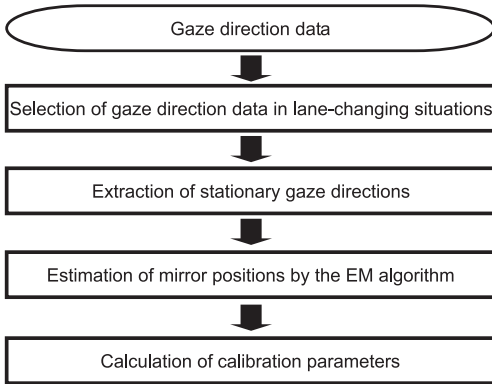 Gaze direction data
Selection of gaze direction data in lane-changing situations
Extraction of stationary gaze directions
Estimation of mirror positions by the EM algorithm
Calculation of calibration parameters